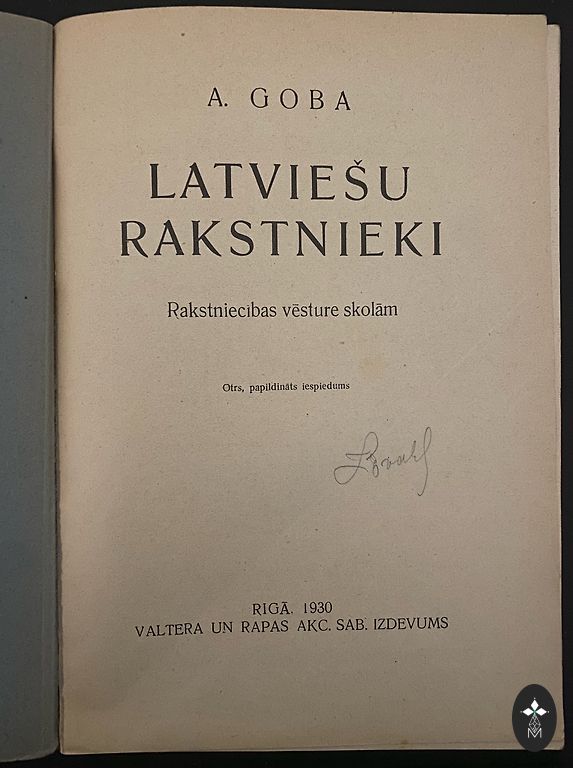 A. GOBA
LATVIEŠU
RAKSTNIEKI
Rakstniecības vēsture skolām
Otrs, papildināts iespiedums
RIGĀ, 1930
VALTERA UN RAPAS AKC. SAB. IZDEVUMS